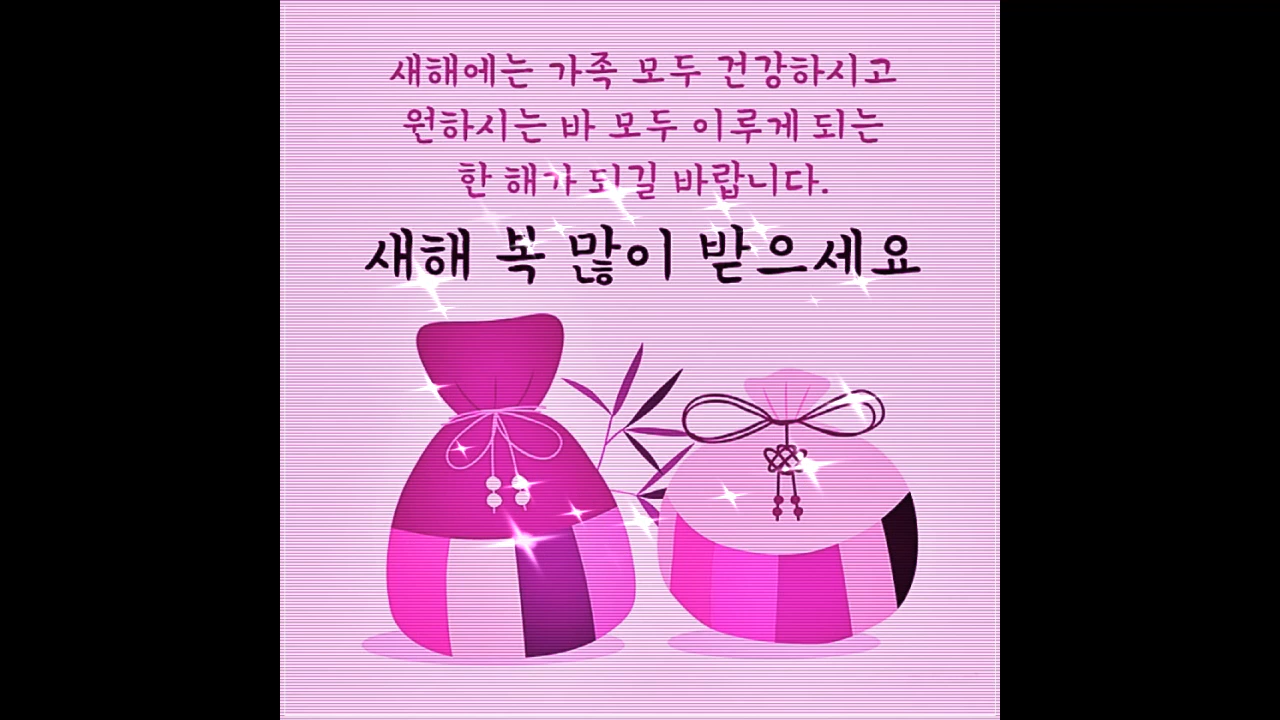 새해에는 가족 모두 건강하시고
원하시는 바 모두 이루게 되는
한 해가 되길 바랍니다.
새해 복 많이 받으세요